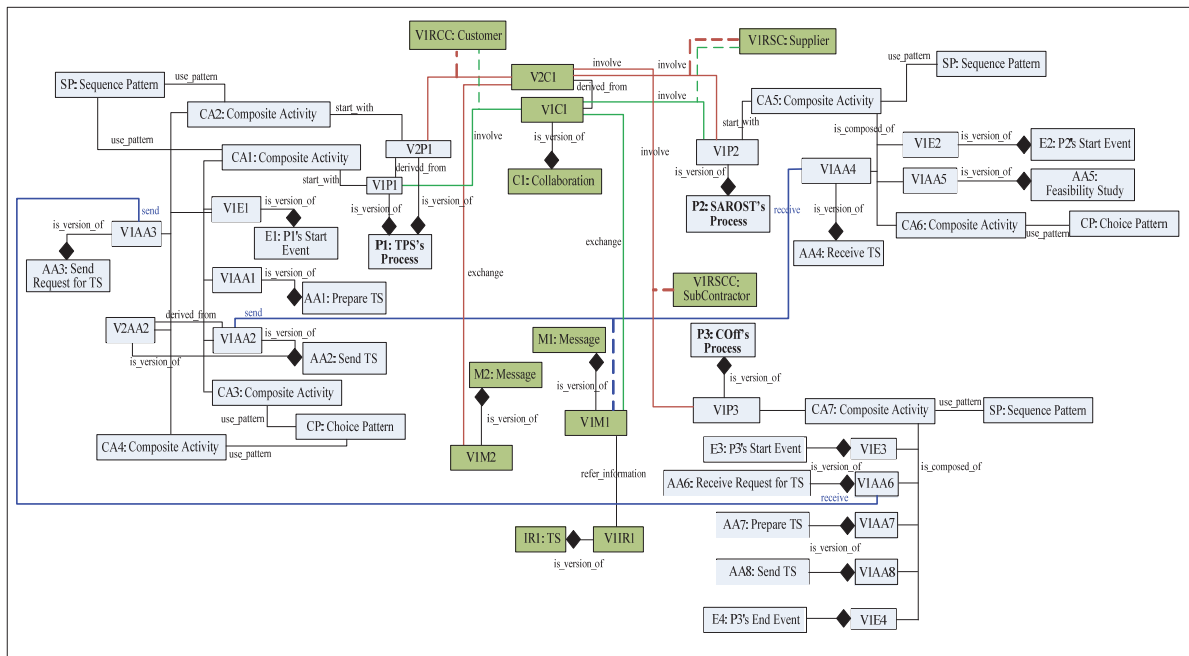 V1RCC: Customer
V1RSC: Supplier
use_pattern
involve
involve
SP: Sequence Pattern
SP: Sequence Pattern
V2C1
use_pattern
derived_from
CA2: Composite Activity
start_with
V1C1
involve
CA5: Composite Activity
start_with
use_pattern
involve
is_version_of
is_composed_of
V1E2
is_version_of
E2: P2's Start Event
CA1: Composite Activity
V2P1
involve
V1P2
derived_from
start_with
V1P1
C1: Collaboration
is_version_of
V1AA4
V1AA5
is_version_of
AA5:
Feasibility Study
send
is_version_of
is_version_of
P2: SAROST's
Process
receive
is_version_of
V1E1
is_version_of
V1AA3
is_version_of
E1: P1's Start
Event
P1: TPS's
Process
exchange
CA6: Composite Activity
use_pattern
CP: Choice Pattern
AA4: Receive TS
AA3: Send
Request for TS
is_version_of
V1AA1
exchange
V1RSCC:
SubContractor
AA1: Prepare TS
derived_from
send
V2AA2
V1AA2
is_version_of
is_version_of
AA2: Send TS
M1: Message
P3: COff's
Process
M2: Message
is_version_of
is_version_of
CA3: Composite Activity
use_pattern
is_version_of
V1P3
CA7: Composite Activity
use_pattern
SP: Sequence Pattern
CP: Choice Pattern
V1M1
CA4: Composite Activity
use_pattern
V1M2
E3: P3's Start Event
V1E3
refer_information
is_version_of
is_composed_of
AA6: Receive Request for TS
V1AA6
receive
AA7: Prepare TS
V1AA7
IR1: TS
V1IR1
is_version_of
is_version_of
AA8: Send TS
V1AA8
E4: P3's End Event
V1E4